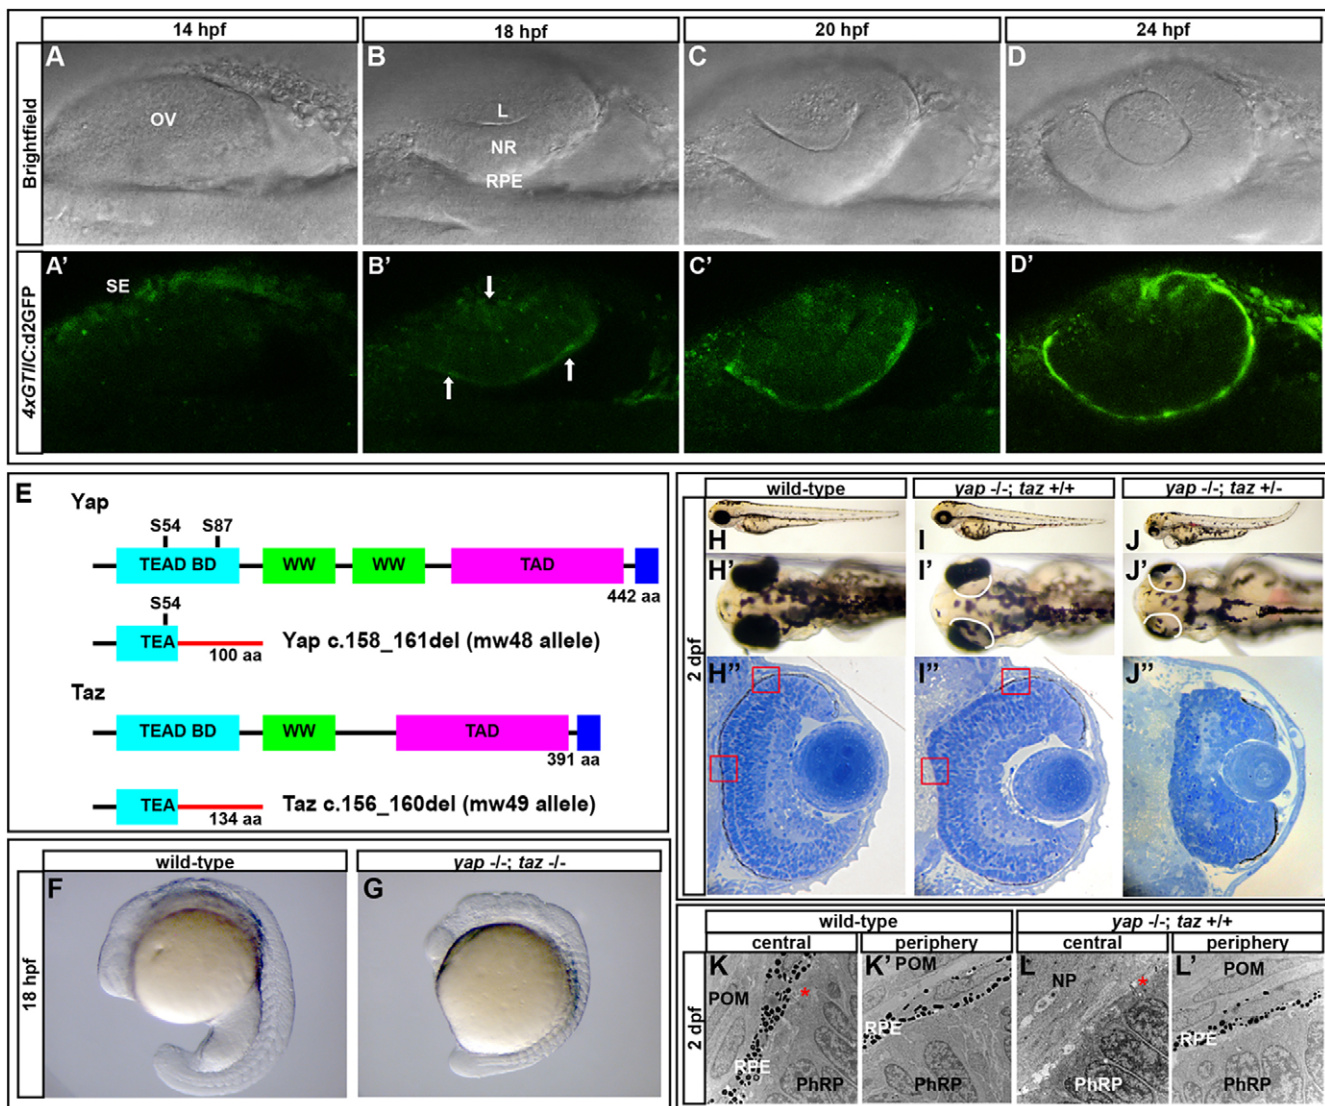 14 hpf 18 hpf 20 hpf 24 hpf
Brightfield
A B C D
OV L NR RPE
4xGTIIC:d2GFP
A' B' C' D'
SE
E
Yap
S54 S87
TEAD BD WW WW TAD
442 aa
S54
TEA Yap c.158_161del (mw48 allele)
100 aa
Taz
TEAD BD WW TAD
391 aa
TEA Taz c.156_160del (mw49 allele)
134 aa
wild-type yap -/-; taz -/-
18 hpf
F G
wild-type yap -/-; taz +/+ yap -/-; taz +/-
2 dpf
H I J
H' I' J'
H" I" J"
wild-type yap -/-; taz +/+
central periphery central periphery
2 dpf
K K' L L'
POM * POM NP * POM
RPE RPE RPE
PhRP PhRP PhRP PhRP